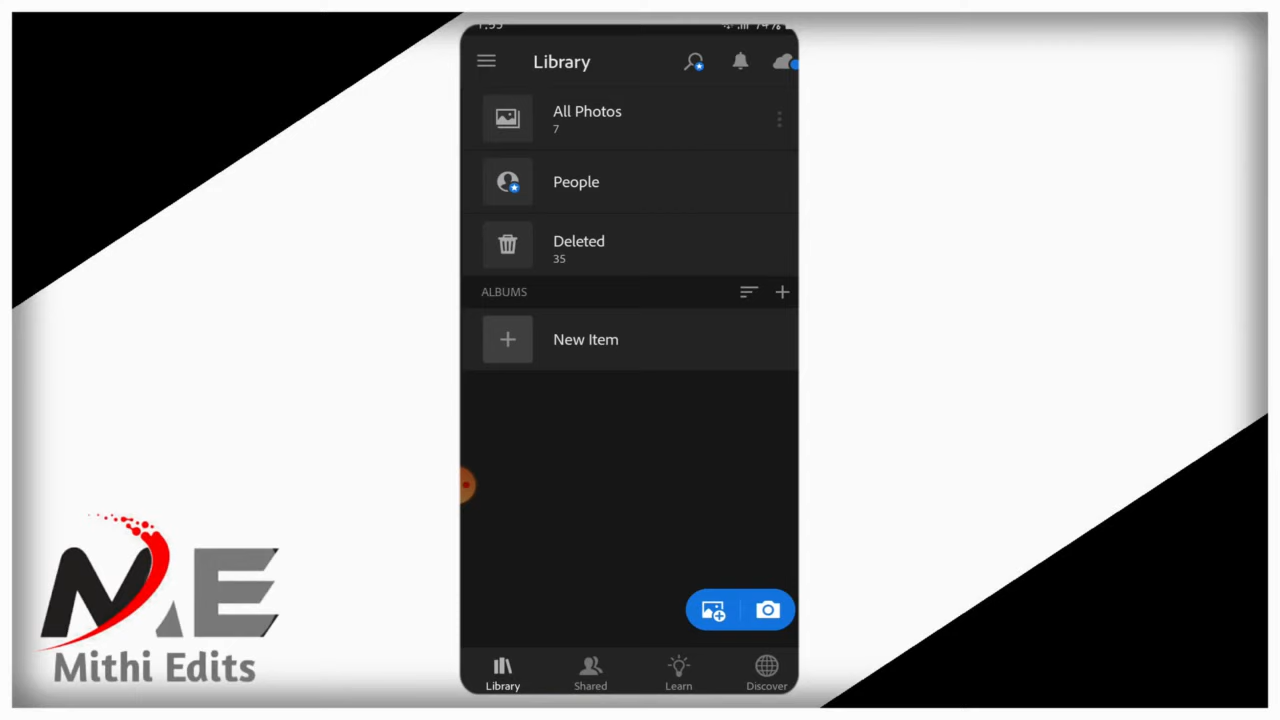 Library
All Photos
7
People
Deleted
35
ALBUMS
New Item
Library
Shared
Learn
Discover
ME
Mithi Edits